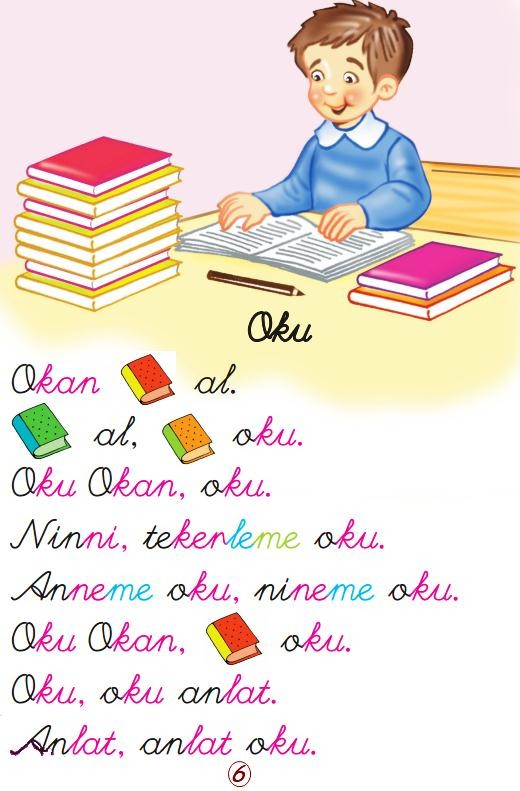 Oku
Okan al.
al, oku.
Oku Okan, oku.
Ninni, tekerleme oku.
Anneme oku, nineme oku.
Oku Okan, oku.
Oku, oku anlat.
Anlat, anlat oku.
6